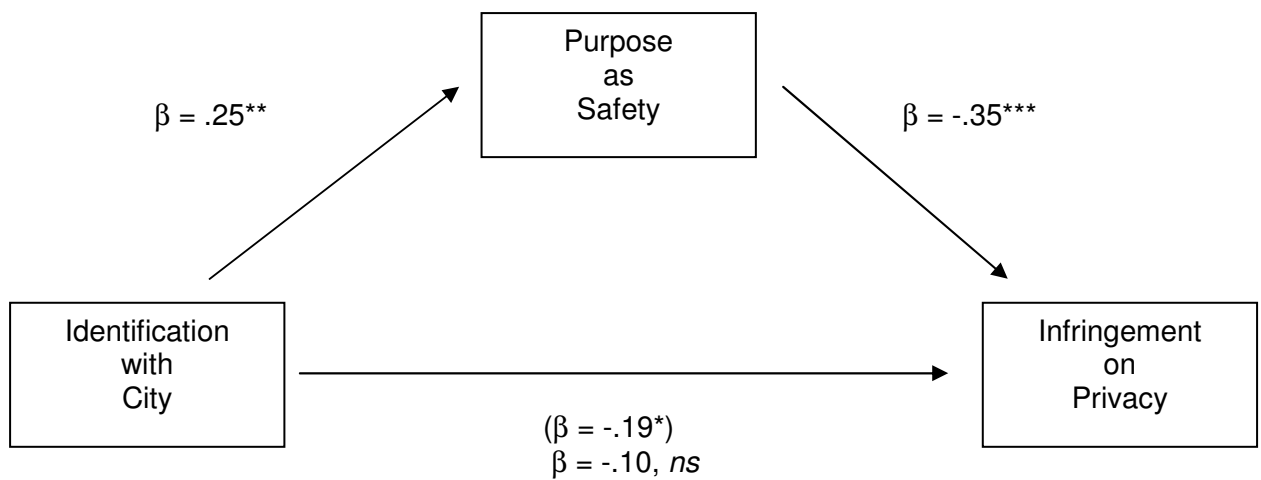 Purpose
as
Safety
β = .25**
β = -.35***
Identification
with
City
Infringement
on
Privacy
(β = -.19*)
β = -.10, ns